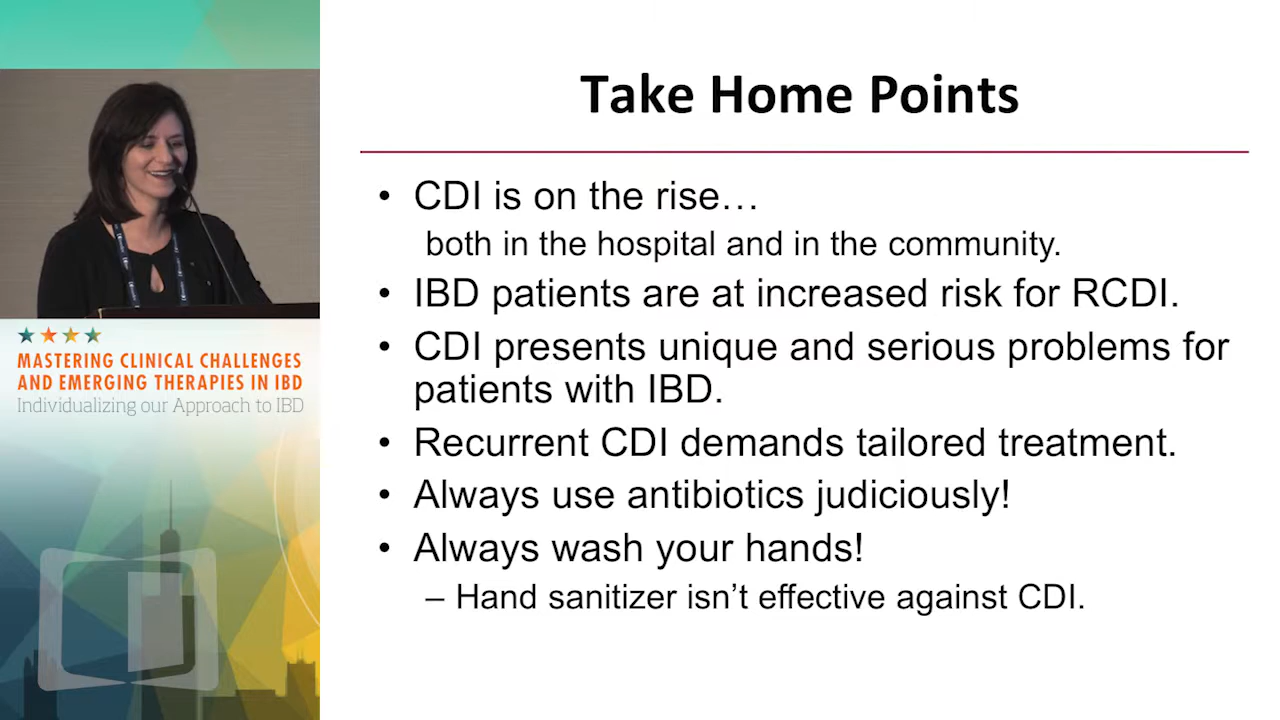 Take Home Points
• CDI is on the rise…
both in the hospital and in the community.
• IBD patients are at increased risk for RCDI.
• CDI presents unique and serious problems for
patients with IBD.
• Recurrent CDI demands tailored treatment.
• Always use antibiotics judiciously!
• Always wash your hands!
– Hand sanitizer isn’t effective against CDI.
MASTERING CLINICAL CHALLENGES
AND EMERGING THERAPIES IN IBD
Individualizing our Approach to IBD